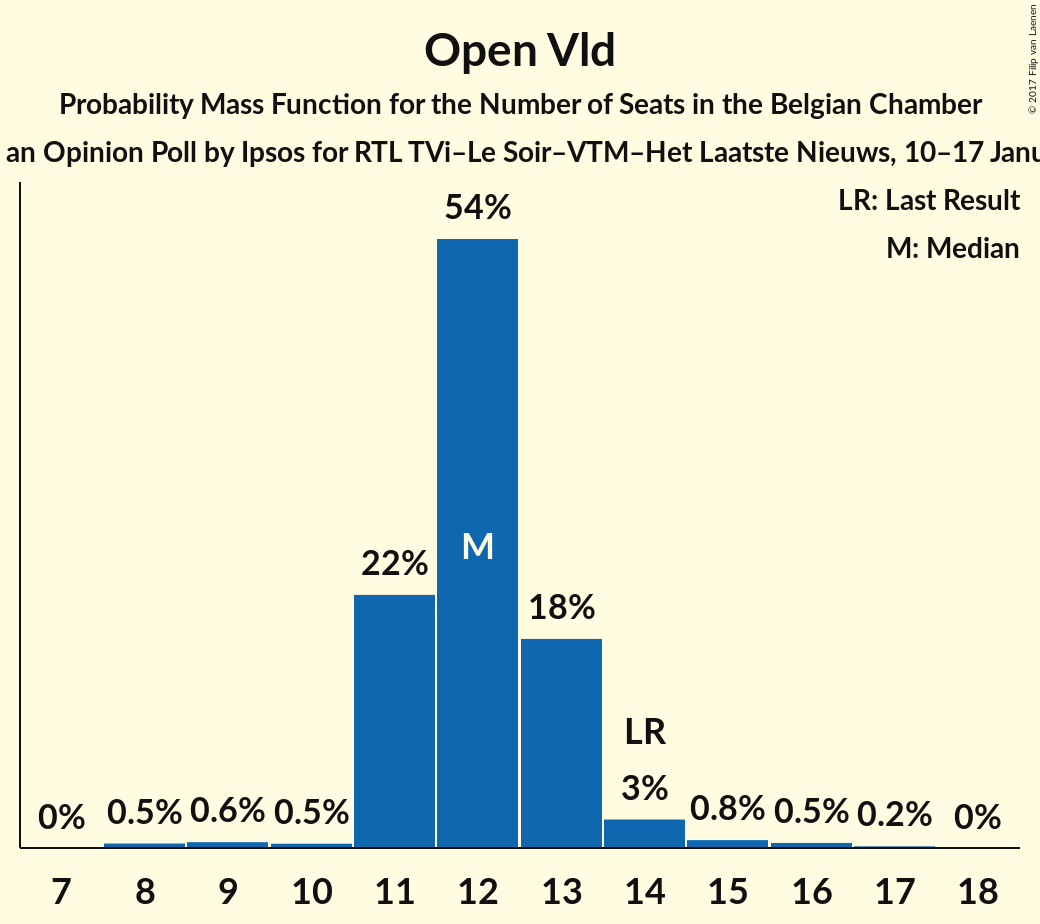 Open Vld
Probability Mass Function for the Number of Seats in the Belgian Chamber
an Opinion Poll by Ipsos for RTL TVi–Le Soir–VTM–Het Laatste Nieuws, 10–17 Janu
© 2017 Filip van Laenen
LR: Last Result
M: Median
54%
M
22%
18%
LR
3%
0% 0.5% 0.6% 0.5% 0.8% 0.5% 0.2% 0%
7 8 9 10 11 12 13 14 15 16 17 18